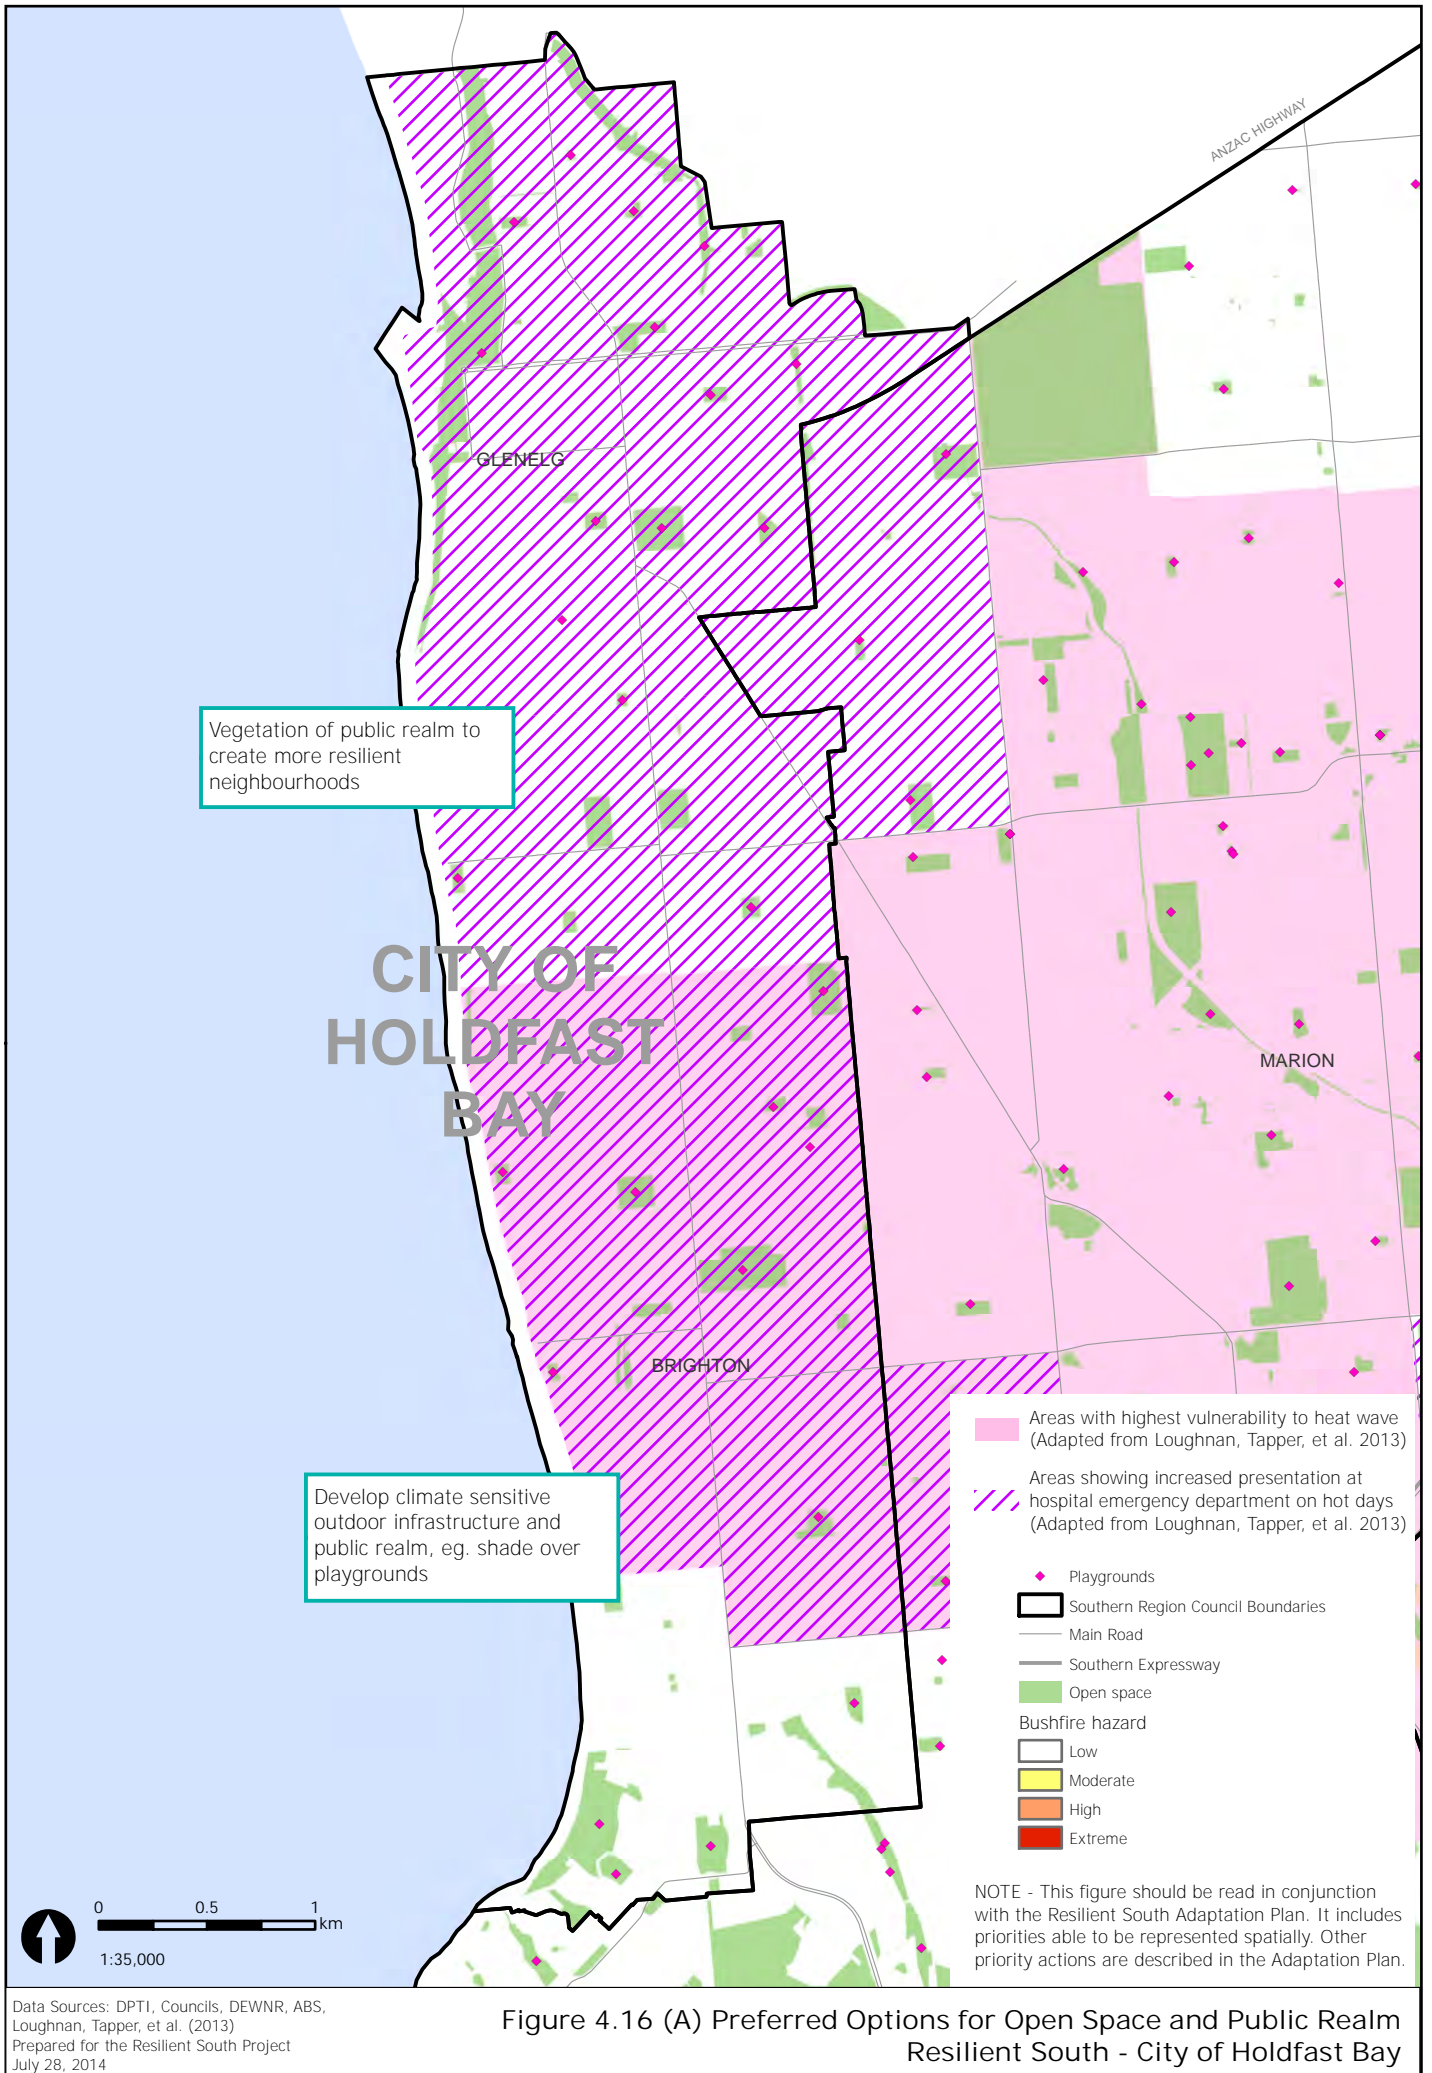 ANZAC HIGHWAY
GLENELG
Vegetation of public realm to
create more resilient
neighbourhoods
CITY OF
HOLDFAST
BAY
MARION
BRIGHTON
Develop climate sensitive
outdoor infrastructure and
public realm, eg. shade over
playgrounds
Areas with highest vulnerability to heat wave
(Adapted from Loughnan, Tapper, et al. 2013)
Areas showing increased presentation at
hospital emergency department on hot days
(Adapted from Loughnan, Tapper, et al. 2013)
Playgrounds
Southern Region Council Boundaries
Main Road
Southern Expressway
Open space
Bushfire hazard
Low
Moderate
High
Extreme
NOTE - This figure should be read in conjunction
with the Resilient South Adaptation Plan. It includes
priorities able to be represented spatially. Other
priority actions are described in the Adaptation Plan.
0 0.5 1
km
1:35,000
Data Sources: DPTI, Councils, DEWNR, ABS,
Loughnan, Tapper, et al. (2013)
Prepared for the Resilient South Project
July 28, 2014
Figure 4.16 (A) Preferred Options for Open Space and Public Realm
Resilient South - City of Holdfast Bay